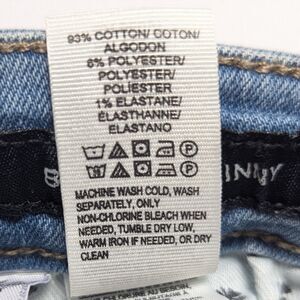 93% COTTON/ COTON/
ALGODON
6% POLYESTER/
POLYESTER/
POLIÉSTER
1% ELASTANE/
ÉLASTHANNE/
ELASTANO
MACHINE WASH COLD, WASH
SEPARATELY, ONLY
NON-CHLORINE BLEACH WHEN
NEEDED, TUMBLE DRY LOW,
WARM IRON IF NEEDED, OR DRY
CLEAN